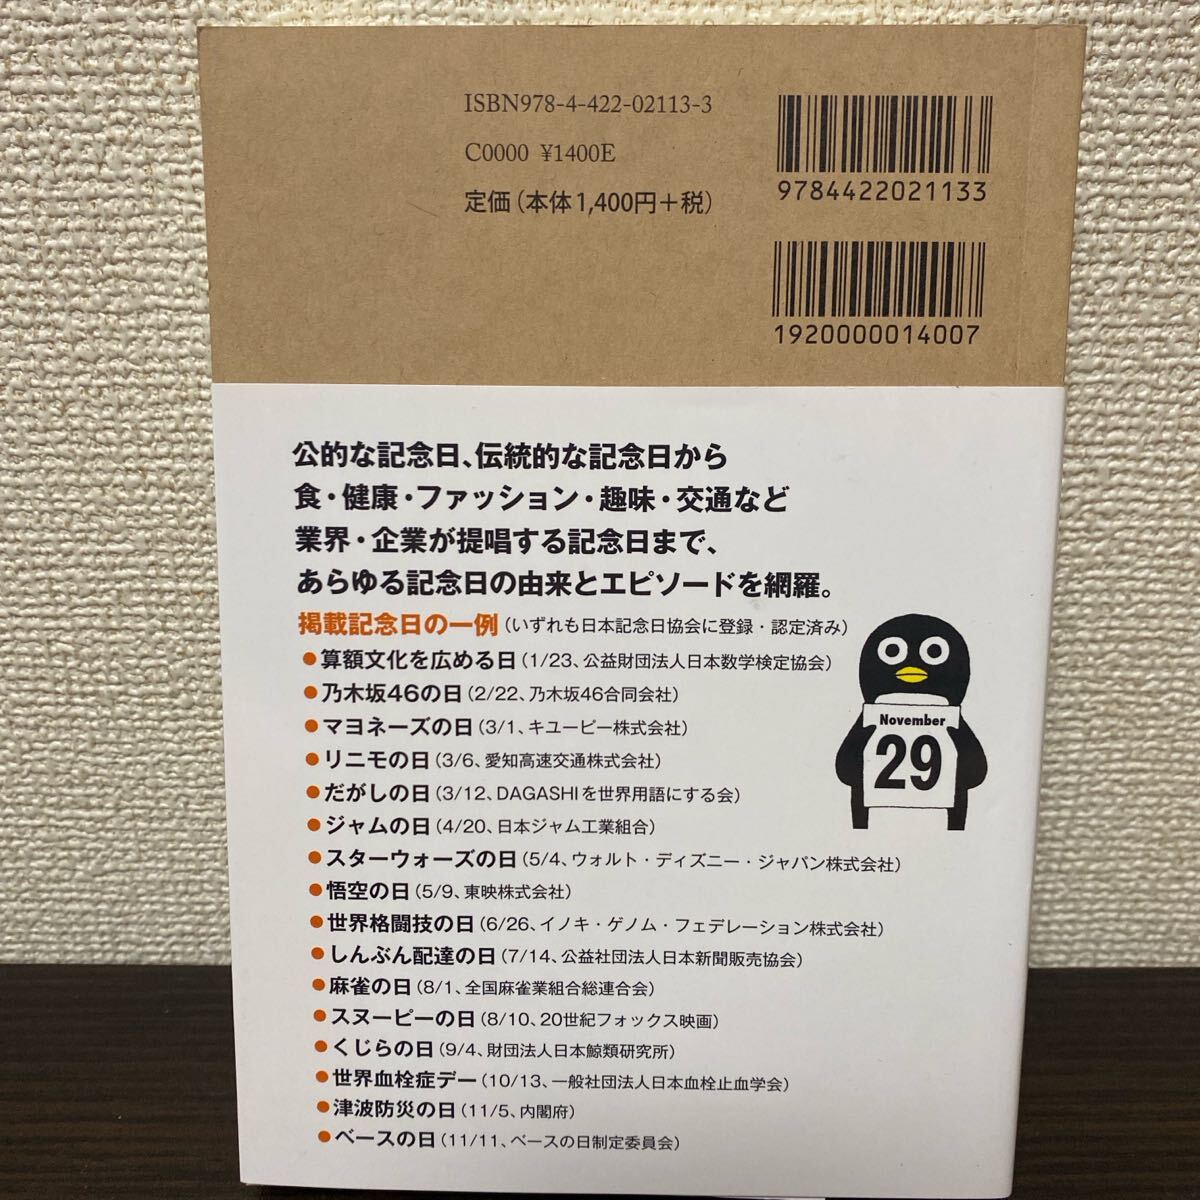 ISBN978-4-422-02113-3
C0000 ¥1400E
定価(本体1,400円+税)
9784422021133
1920000014007
公的な記念日、伝統的な記念日から
食・健康・ファッション・趣味・交通など
業界・企業が提唱する記念日まで、
あらゆる記念日の由来とエピソードを網羅。
掲載記念日の一例(いずれも日本記念日協会に登録・認定済み)
●算額文化を広める日(1/23、公益財団法人日本数学検定協会)
●乃木坂46の日(2/22、乃木坂46合同会社)
●マヨネーズの日(3/1、キユーピー株式会社)
●リニモの日(3/6、愛知高速交通株式会社)
●だがしの日(3/12、DAGASHIを世界用語にする会)
●ジャムの日(4/20、日本ジャム工業組合)
●スターウォーズの日(5/4、ウォルト・ディズニー・ジャパン株式会社)
●悟空の日(5/9、東映株式会社)
●世界格闘技の日(6/26、イノキ・ゲノム・フェデレーション株式会社)
●しんぶん配達の日(7/14、公益社団法人日本新聞販売協会)
●麻雀の日(8/1、全国麻雀業組合総連合会)
●スヌーピーの日(8/10、20世紀フォックス映画)
●くじらの日(9/4、財団法人日本鯨類研究所)
●世界血栓症デー(10/13、一般社団法人日本血栓止血学会)
●津波防災の日(11/5、内閣府)
●ベースの日(11/11、ベースの日制定委員会)
November
29